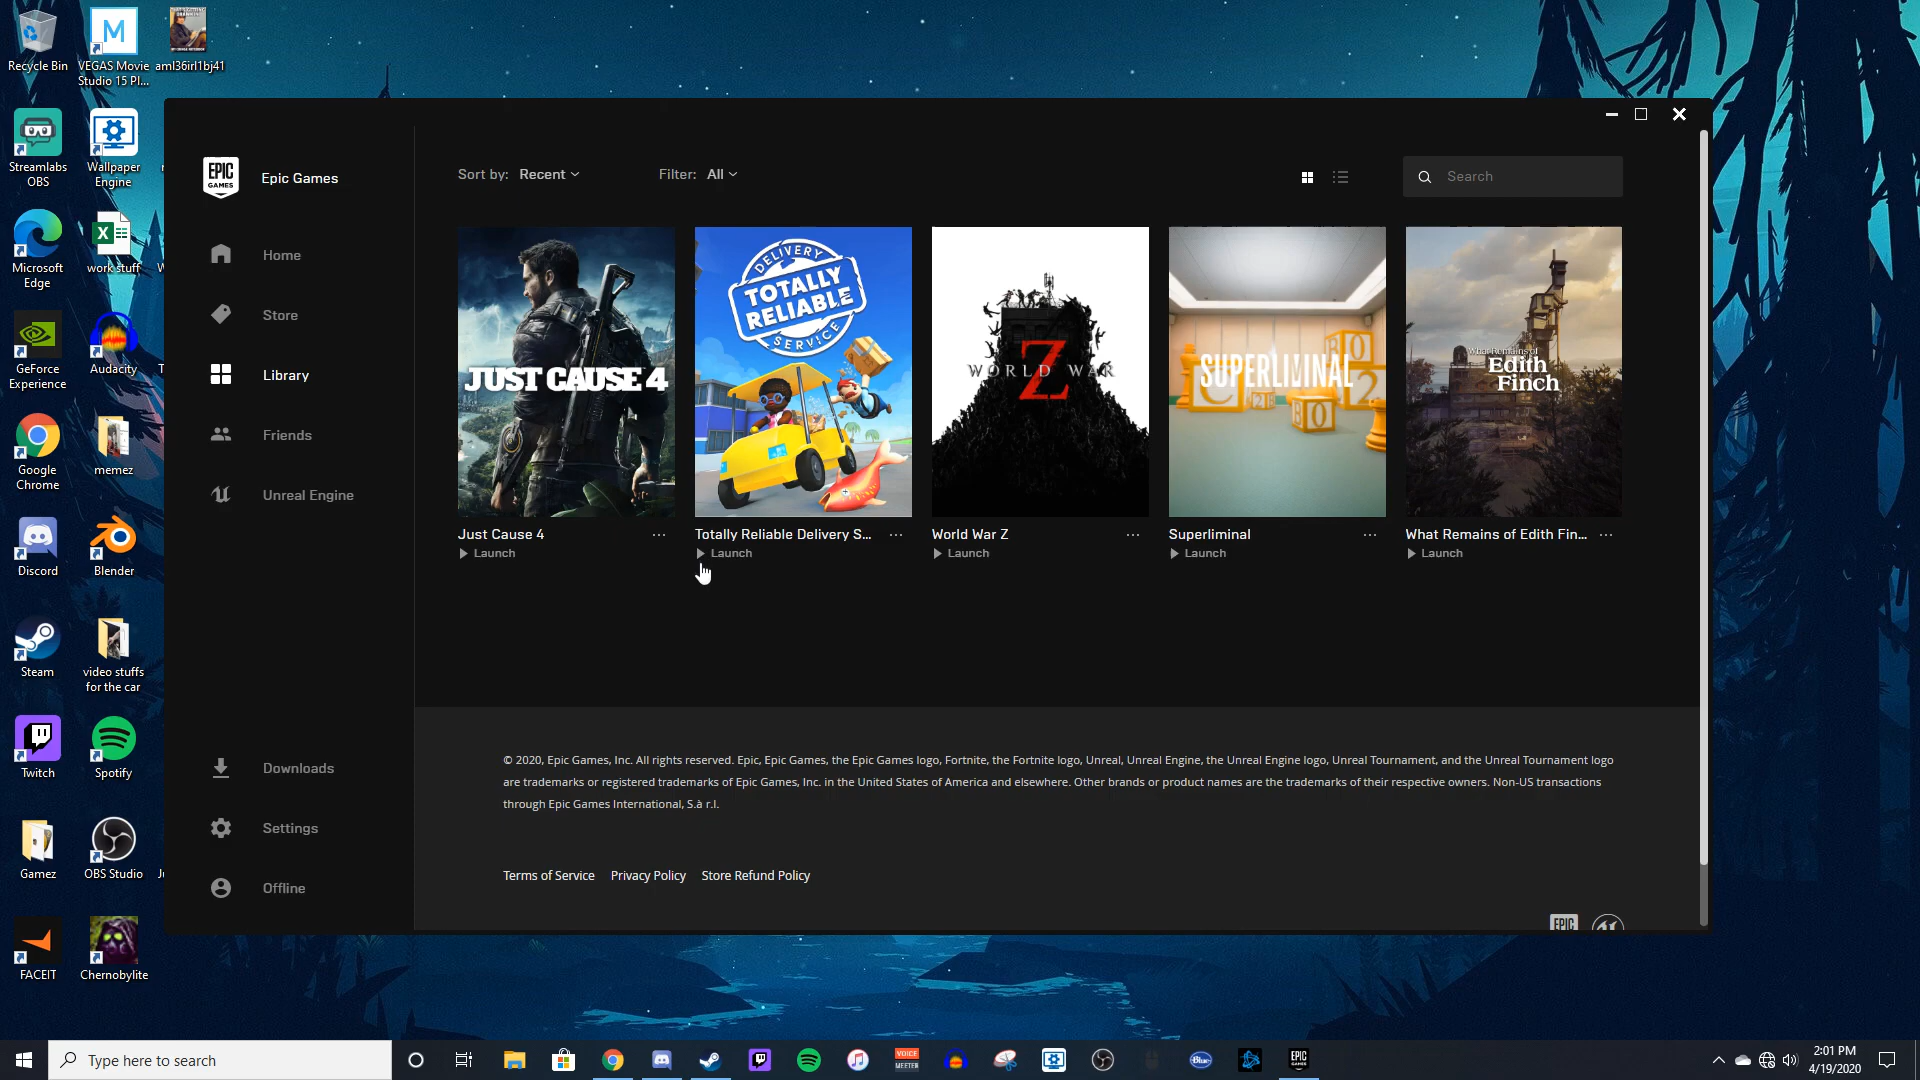 Recycle Bin
VEGAS Movie
Studio 15 Pl...
aml36irl1bj41
Streamlabs
OBS
Wallpaper
Engine
Microsoft
Edge
work stuff
GeForce
Experience
Audacity
Google
Chrome
memez
Discord
Blender
Steam
video stuffs
for the car
Twitch
Spotify
Gamez
OBS Studio
FACEIT
Chernobylite
EPIC
GAMES
Epic Games
Home
Store
Library
Friends
Unreal Engine
Downloads
Settings
Offline
Sort by: Recent
Filter: All
Search
JUST CAUSE 4
DELIVERY
TOTALLY
RELIABLE
SERVICE
WORLD WAR
Z
SUPERLIMINAL
What Remains of
Edith
Finch
Just Cause 4 ...
Launch
Totally Reliable Delivery S... ...
Launch
World War Z ...
Launch
Superliminal ...
Launch
What Remains of Edith Fin... ...
Launch
© 2020, Epic Games, Inc. All rights reserved. Epic, Epic Games, the Epic Games logo, Fortnite, the Fortnite logo, Unreal, Unreal Engine, the Unreal Engine logo, Unreal Tournament, and the Unreal Tournament logo
are trademarks or registered trademarks of Epic Games, Inc. in the United States of America and elsewhere. Other brands or product names are the trademarks of their respective owners. Non-US transactions
through Epic Games International, S.à r.l.
Terms of Service Privacy Policy Store Refund Policy
EPIC
Type here to search
VOICE
MEETER
Blue
EPIC
GAMES
2:01 PM
4/19/2020